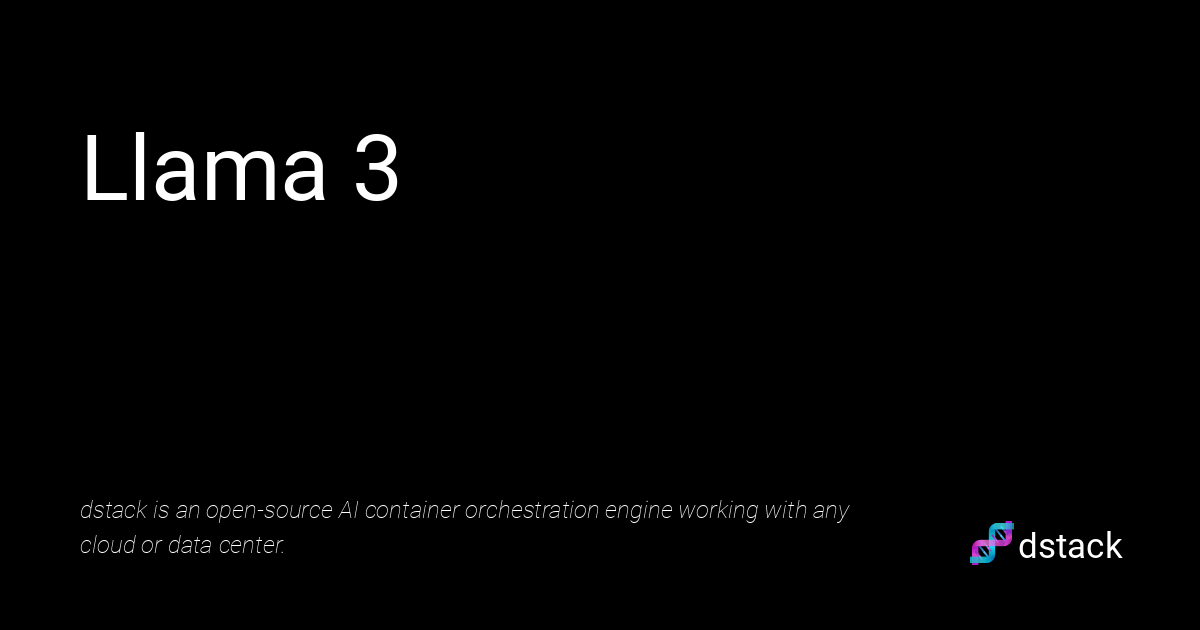 Llama 3
dstack is an open-source AI container orchestration engine working with any
cloud or data center.
dstack